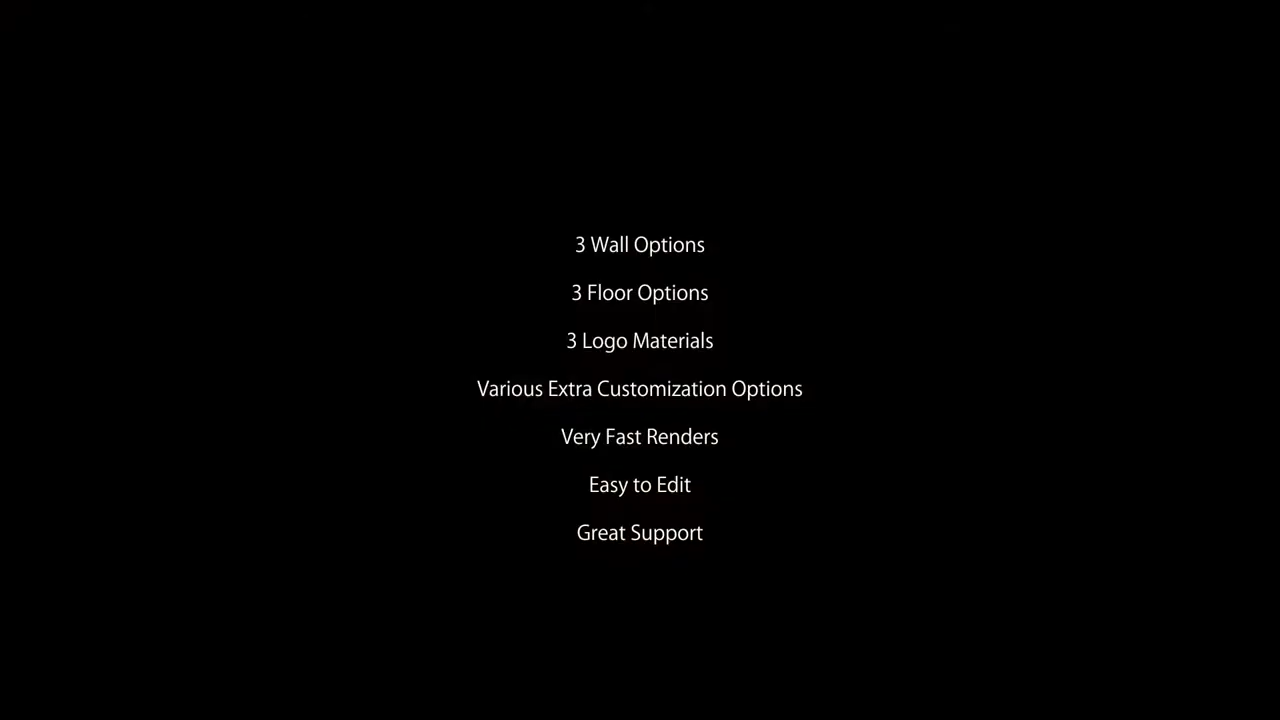 3 Wall Options
3 Floor Options
3 Logo Materials
Various Extra Customization Options
Very Fast Renders
Easy to Edit
Great Support